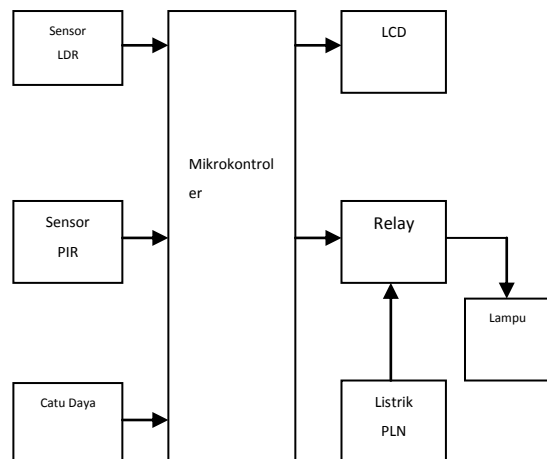 Sensor
LDR
LCD
Mikrokontrol
er
Sensor
PIR
Relay
Lampu
Catu Daya
Listrik
PLN